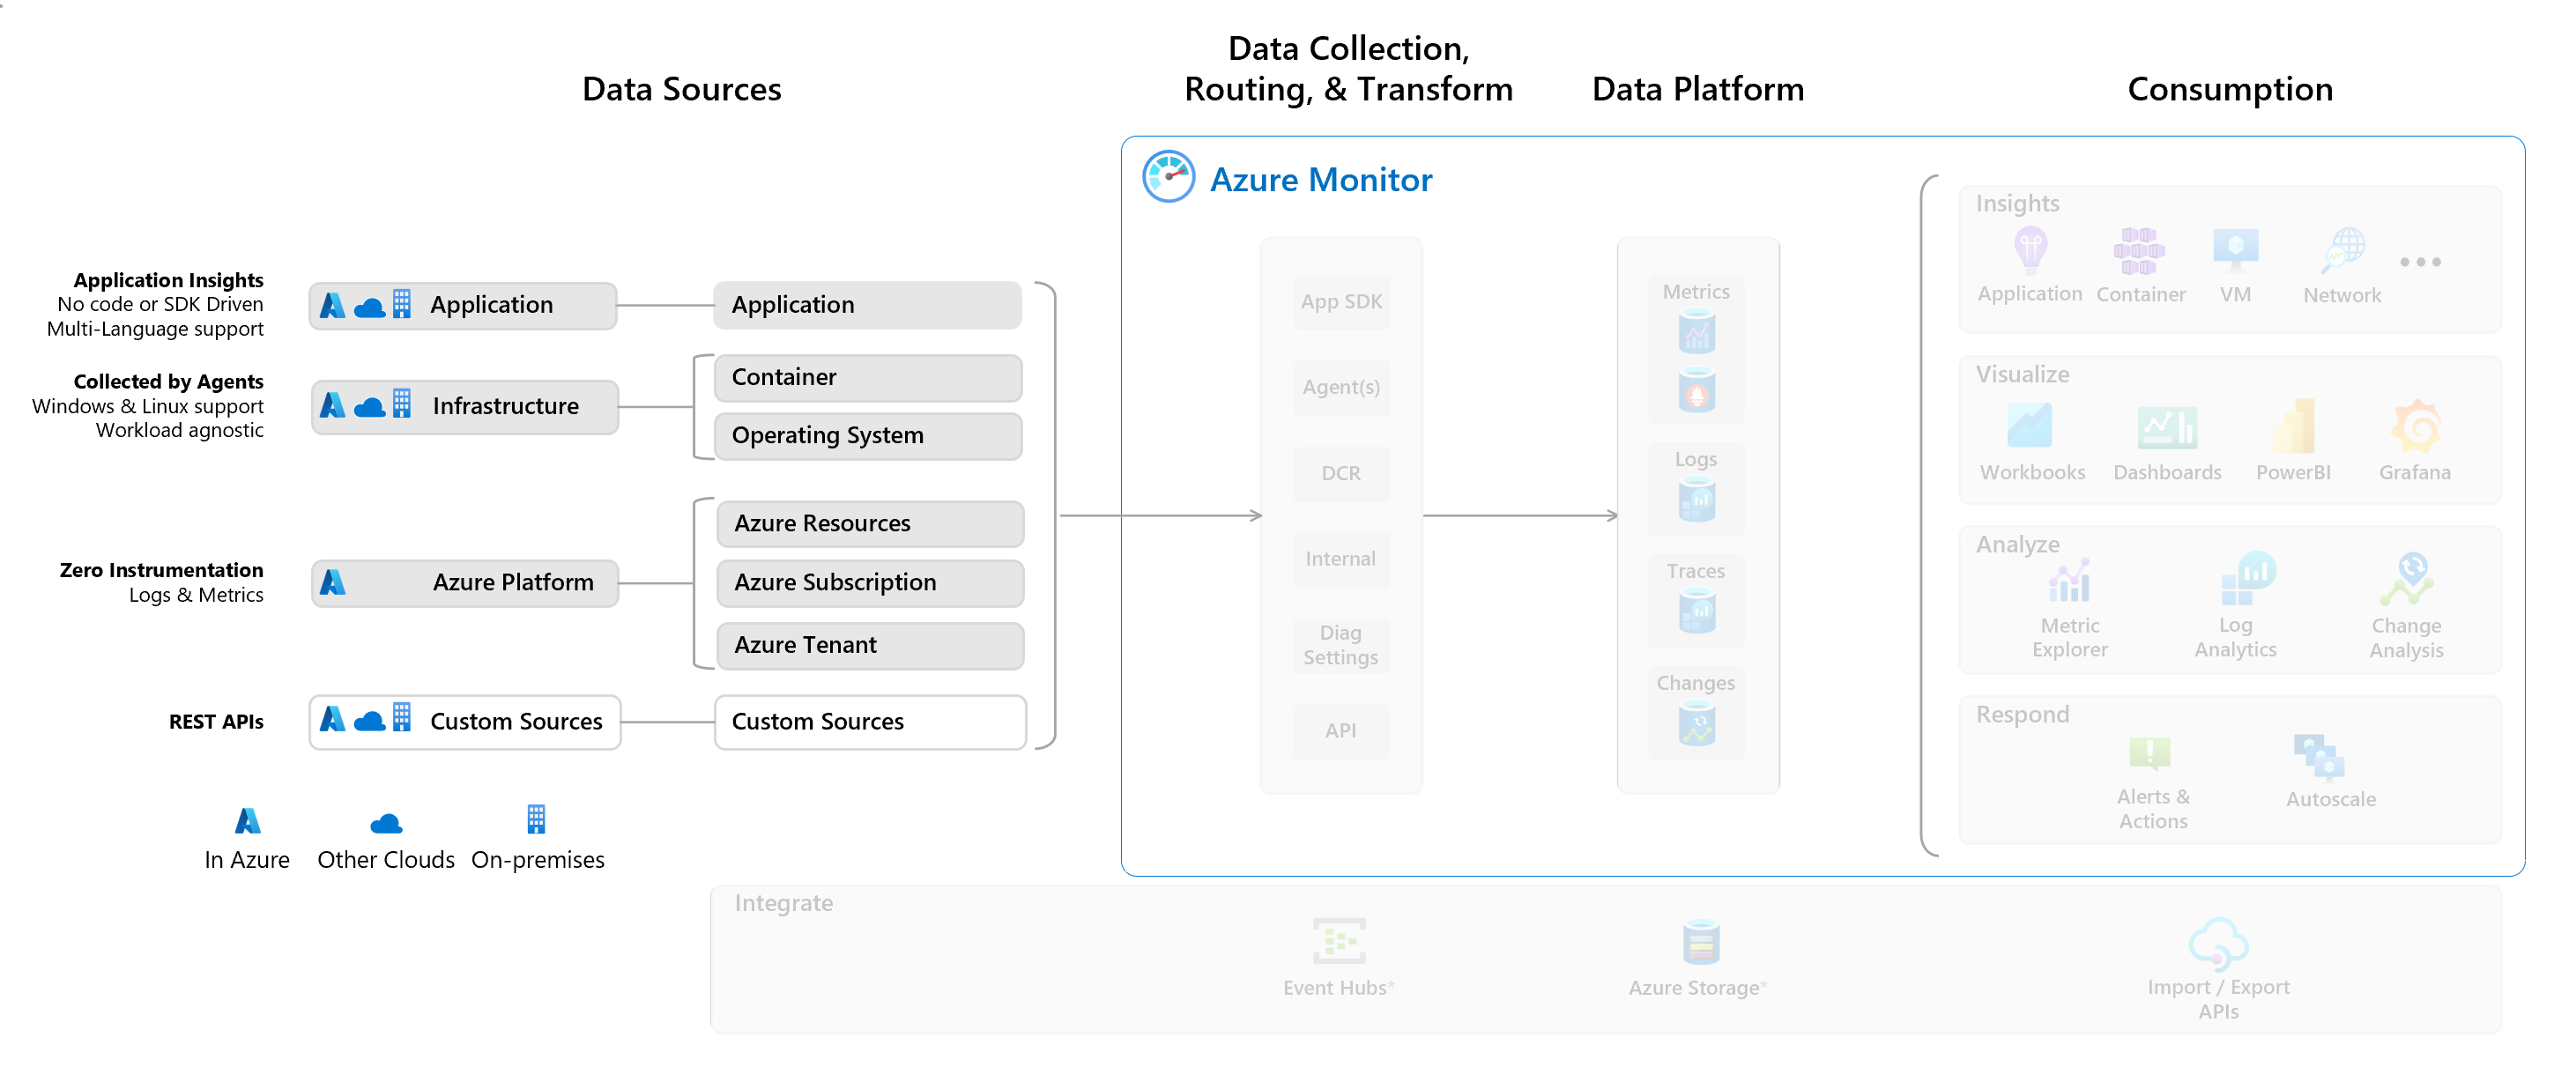 Data Sources
Data Collection,
Routing, & Transform
Data Platform
Consumption
Azure Monitor
Application Insights
No code or SDK Driven
Multi-Language support
Application
Application
Collected by Agents
Windows & Linux support
Workload agnostic
Infrastructure
Container
Operating System
Zero Instrumentation
Logs & Metrics
Azure Platform
Azure Resources
Azure Subscription
Azure Tenant
REST APIs
Custom Sources
Custom Sources
In Azure
Other Clouds
On-premises
App SDK
Agent(s)
DCR
Internal
Diag
Settings
API
Metrics
Logs
Traces
Changes
Insights
Application
Container
VM
Network
Visualize
Workbooks
Dashboards
PowerBI
Grafana
Analyze
Metric
Explorer
Log
Analytics
Change
Analysis
Respond
Alerts &
Actions
Autoscale
Integrate
Event Hubs*
Azure Storage*
Import / Export
APIs